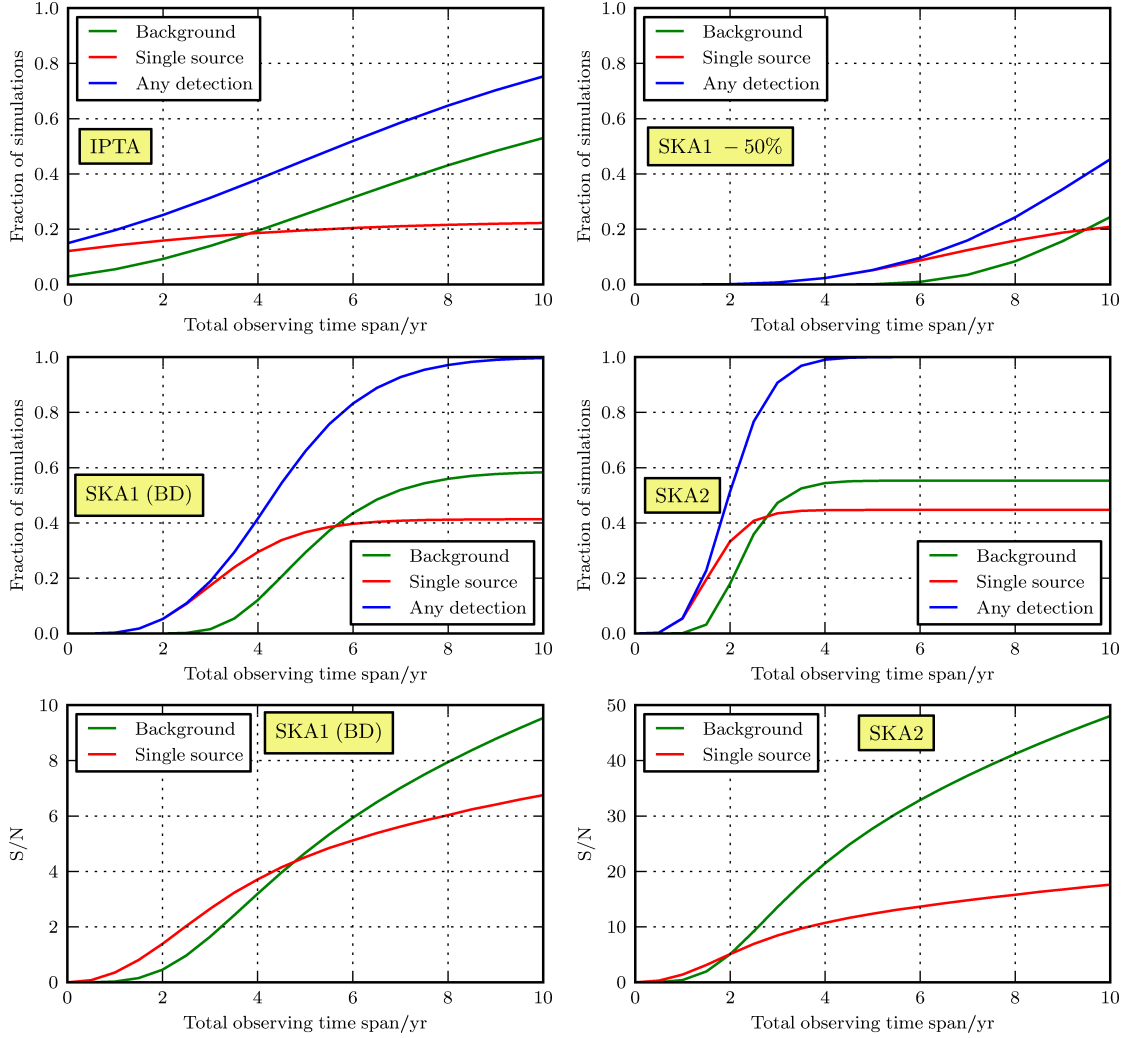 1.0
0.8
0.6
0.4
0.2
0.0
Fraction of simulations
Background
Single source
Any detection
IPTA
0 2 4 6 8 10
Total observing time span/yr
1.0
0.8
0.6
0.4
0.2
0.0
Fraction of simulations
Background
Single source
Any detection
SKA1 − 50%
0 2 4 6 8 10
Total observing time span/yr
1.0
0.8
0.6
0.4
0.2
0.0
Fraction of simulations
SKA1 (BD)
Background
Single source
Any detection
0 2 4 6 8 10
Total observing time span/yr
1.0
0.8
0.6
0.4
0.2
0.0
Fraction of simulations
SKA2
Background
Single source
Any detection
0 2 4 6 8 10
Total observing time span/yr
10
8
6
4
2
0
S/N
Background
Single source
SKA1 (BD)
0 2 4 6 8 10
Total observing time span/yr
50
40
30
20
10
0
S/N
Background
Single source
SKA2
0 2 4 6 8 10
Total observing time span/yr